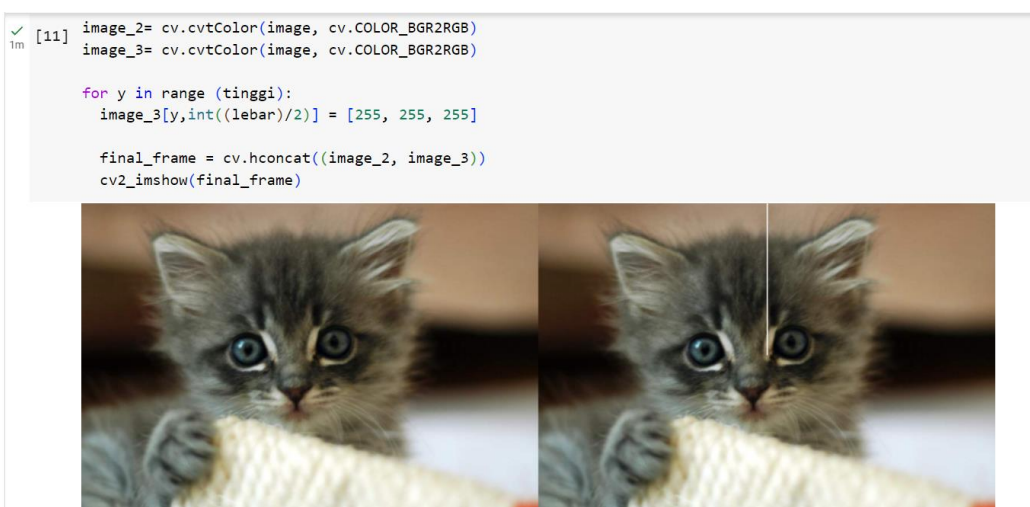 [11] image_2= cv.cvtColor(image, cv.COLOR_BGR2RGB)
1m
image_3= cv.cvtColor(image, cv.COLOR_BGR2RGB)
for y in range (tinggi):
image_3[y,int((lebar)/2)] = [255, 255, 255]
final_frame = cv.hconcat((image_2, image_3))
cv2_imshow(final_frame)